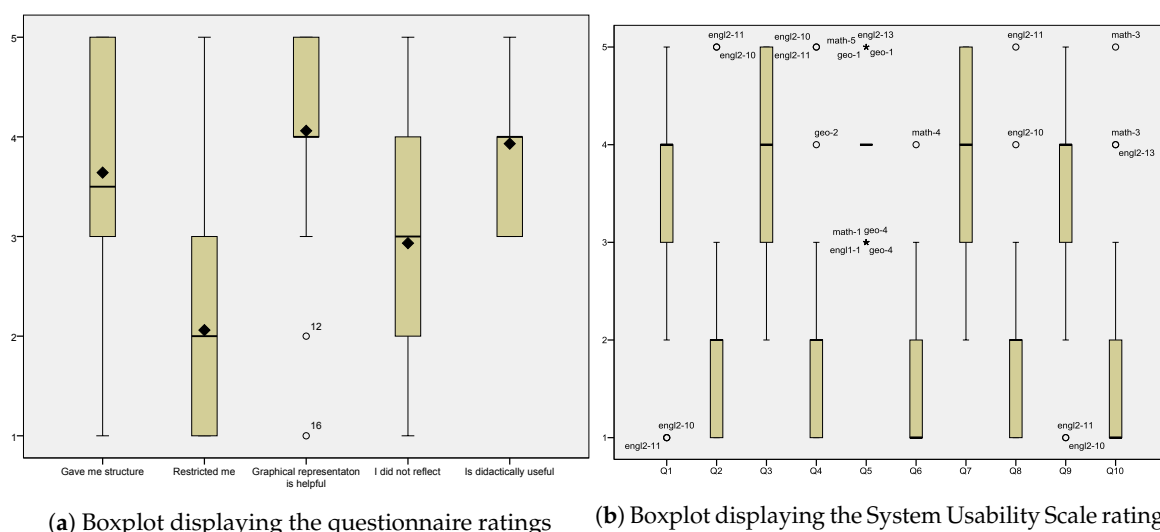 5
4
3
2
1
12
16
Gave me structure
Restricted me
Graphical representaton
is helpful
I did not reflect
Is didactically useful
(a) Boxplot displaying the questionnaire ratings
5
4
3
2
1
engl2-11
engl2-10
engl2-10
engl2-11
math-5
engl2-13
geo-1
geo-1
engl2-11
math-3
geo-2
math-4
engl2-10
math-3
engl2-13
math-1
geo-4
engl1-1
geo-4
engl2-10
engl2-11
engl2-11
engl2-10
Q1
Q2
Q3
Q4
Q5
Q6
Q7
Q8
Q9
Q10
(b) Boxplot displaying the System Usability Scale rating